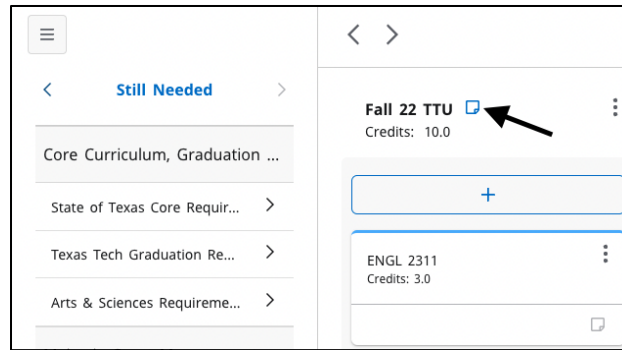 Still Needed
Core Curriculum, Graduation ...
State of Texas Core Requir...
Texas Tech Graduation Re...
Arts & Sciences Requireme...
Fall 22 TTU
Credits: 10.0
+
ENGL 2311
Credits: 3.0